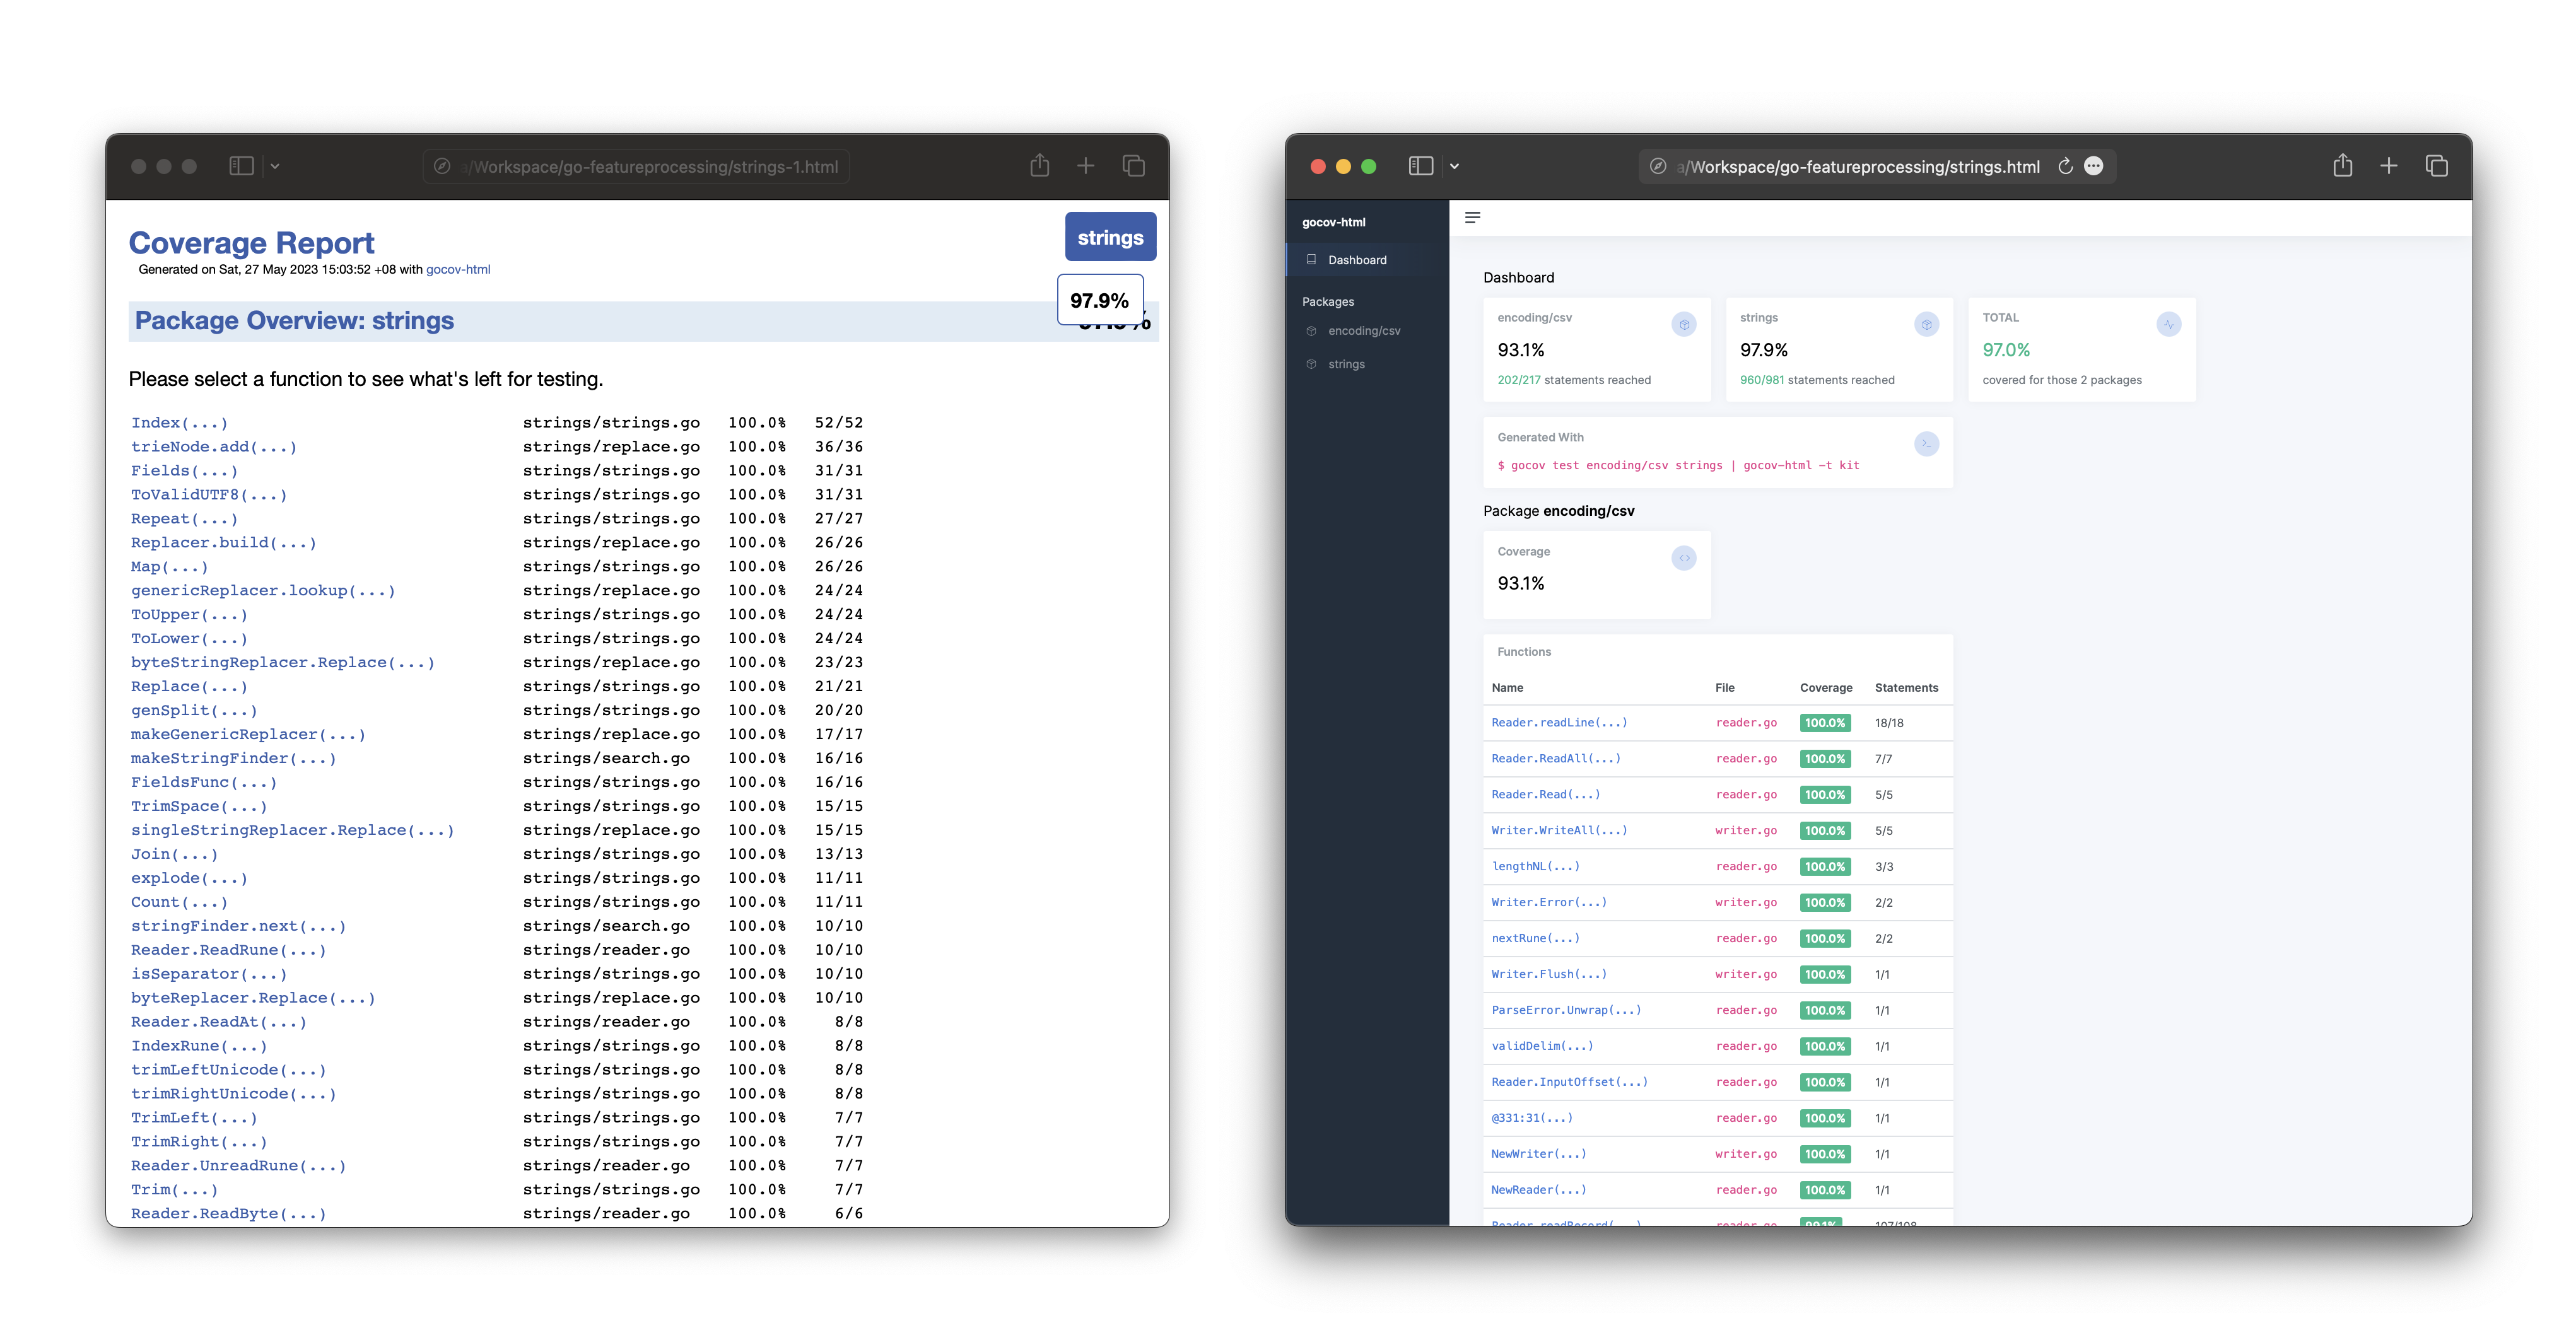 a/Workspace/go-featureprocessing/strings-1.html
Coverage Report
strings
Generated on Sat, 27 May 2023 15:03:52 +08 with gocov-html
97.9%
Package Overview: strings
Please select a function to see what's left for testing.
Index(...) strings/strings.go 100.0% 52/52
trieNode.add(...) strings/replace.go 100.0% 36/36
Fields(...) strings/strings.go 100.0% 31/31
ToValidUTF8(...) strings/strings.go 100.0% 31/31
Repeat(...) strings/strings.go 100.0% 27/27
Replacer.build(...) strings/replace.go 100.0% 26/26
Map(...) strings/strings.go 100.0% 26/26
genericReplacer.lookup(...) strings/replace.go 100.0% 24/24
ToUpper(...) strings/strings.go 100.0% 24/24
ToLower(...) strings/strings.go 100.0% 24/24
byteStringReplacer.Replace(...) strings/replace.go 100.0% 23/23
Replace(...) strings/strings.go 100.0% 21/21
genSplit(...) strings/strings.go 100.0% 20/20
makeGenericReplacer(...) strings/replace.go 100.0% 17/17
makeStringFinder(...) strings/search.go 100.0% 16/16
FieldsFunc(...) strings/strings.go 100.0% 16/16
TrimSpace(...) strings/strings.go 100.0% 15/15
singleStringReplacer.Replace(...) strings/replace.go 100.0% 15/15
Join(...) strings/strings.go 100.0% 13/13
explode(...) strings/strings.go 100.0% 11/11
Count(...) strings/strings.go 100.0% 11/11
stringFinder.next(...) strings/search.go 100.0% 10/10
Reader.ReadRune(...) strings/reader.go 100.0% 10/10
isSeparator(...) strings/strings.go 100.0% 10/10
byteReplacer.Replace(...) strings/replace.go 100.0% 10/10
Reader.ReadAt(...) strings/reader.go 100.0% 8/8
IndexRune(...) strings/strings.go 100.0% 8/8
trimLeftUnicode(...) strings/strings.go 100.0% 8/8
trimRightUnicode(...) strings/strings.go 100.0% 8/8
TrimLeft(...) strings/strings.go 100.0% 7/7
TrimRight(...) strings/strings.go 100.0% 7/7
Reader.UnreadRune(...) strings/reader.go 100.0% 7/7
Trim(...) strings/strings.go 100.0% 7/7
Reader.ReadByte(...) strings/reader.go 100.0% 6/6
a/Workspace/go-featureprocessing/strings.html
gocov-html
Dashboard
Packages
encoding/csv
strings
Dashboard
encoding/csv
93.1%
202/217 statements reached
strings
97.9%
960/981 statements reached
TOTAL
97.0%
covered for those 2 packages
Generated With
$ gocov test encoding/csv strings | gocov-html -t kit
Package encoding/csv
Coverage
93.1%
Functions
Name File Coverage Statements
Reader.readLine(...) reader.go 100.0% 18/18
Reader.ReadAll(...) reader.go 100.0% 7/7
Reader.Read(...) reader.go 100.0% 5/5
Writer.WriteAll(...) writer.go 100.0% 5/5
lengthNL(...) reader.go 100.0% 3/3
Writer.Error(...) writer.go 100.0% 2/2
nextRune(...) reader.go 100.0% 2/2
Writer.Flush(...) writer.go 100.0% 1/1
ParseError.Unwrap(...) reader.go 100.0% 1/1
validDelim(...) reader.go 100.0% 1/1
Reader.InputOffset(...) reader.go 100.0% 1/1
@331:31(...) reader.go 100.0% 1/1
NewWriter(...) writer.go 100.0% 1/1
NewReader(...) reader.go 100.0% 1/1
Reader.readRecord(...) reader.go 99.1% 107/108